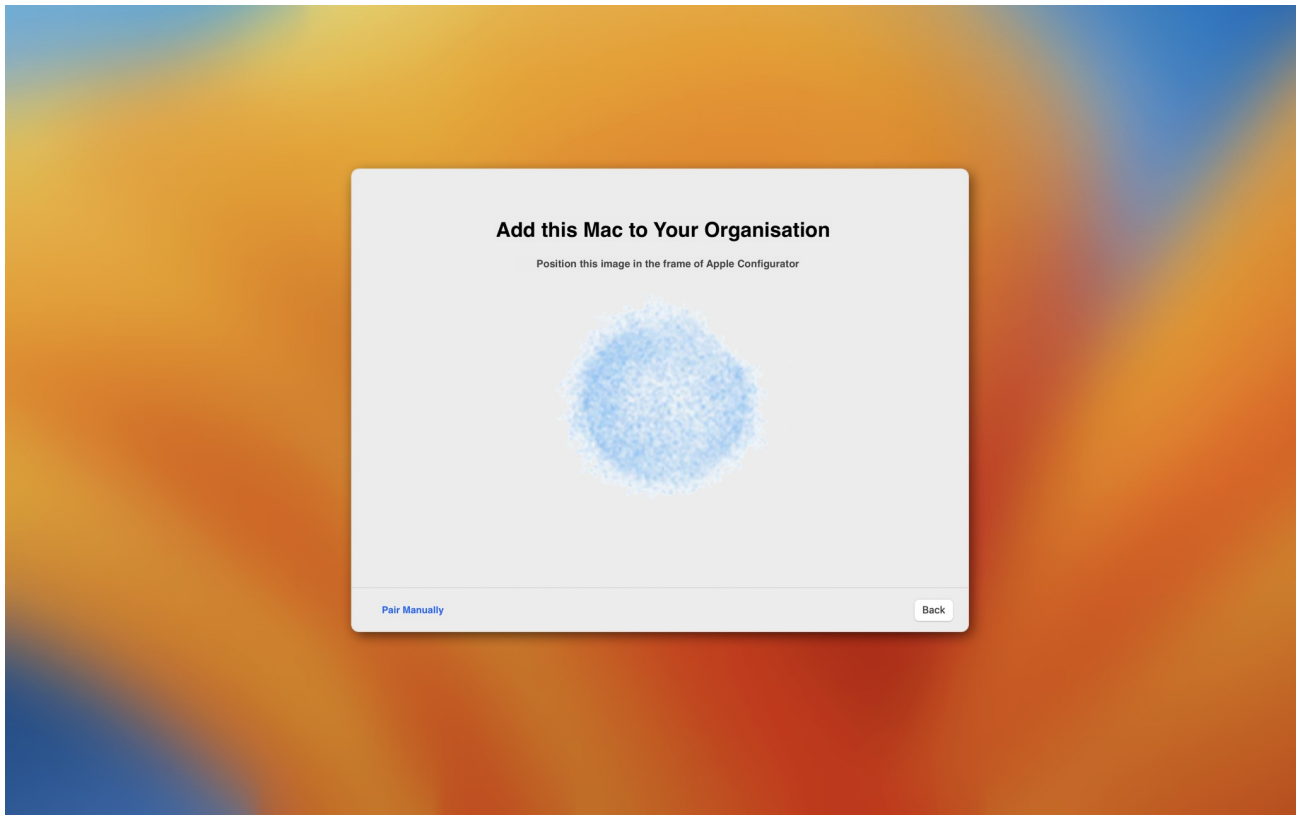 Add this Mac to Your Organisation
Position this image in the frame of Apple Configurator
Pair Manually
Back